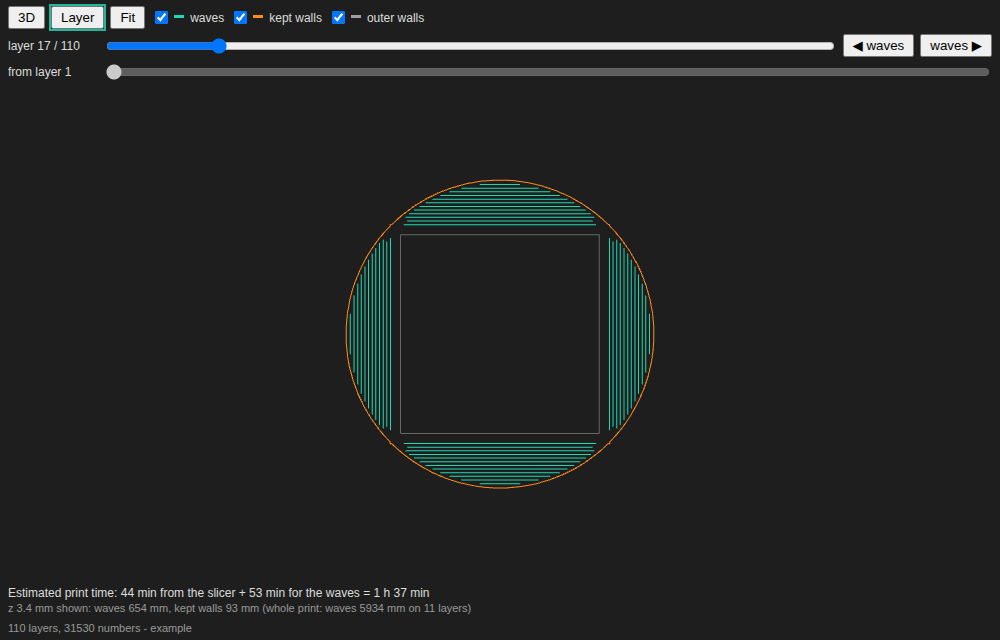 3D Layer Fit waves kept walls outer walls
layer 17 / 110 ◀ waves waves ▶
from layer 1
Estimated print time: 44 min from the slicer + 53 min for the waves = 1 h 37 min
z 3.4 mm shown: waves 654 mm, kept walls 93 mm (whole print: waves 5934 mm on 11 layers)
110 layers, 31530 numbers - example